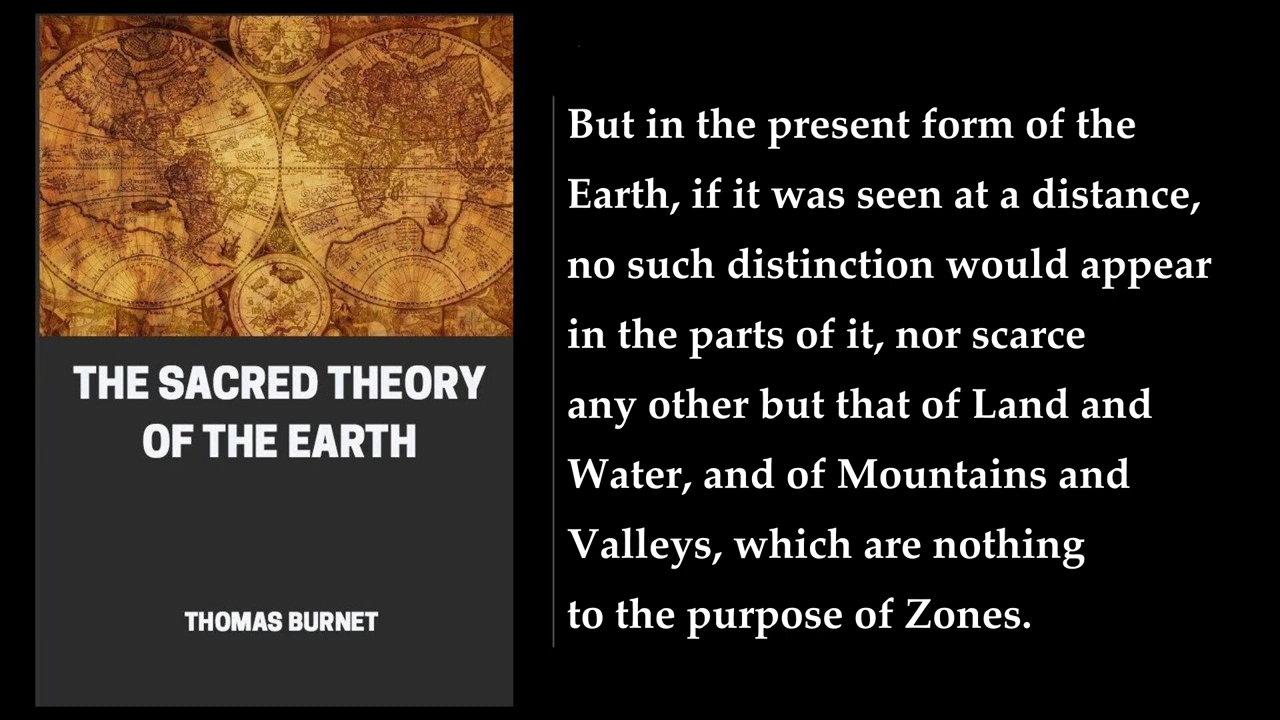 THE SACRED THEORY
OF THE EARTH
THOMAS BURNET
But in the present form of the
Earth, if it was seen at a distance,
no such distinction would appear
in the parts of it, nor scarce
any other but that of Land and
Water, and of Mountains and
Valleys, which are nothing
to the purpose of Zones.